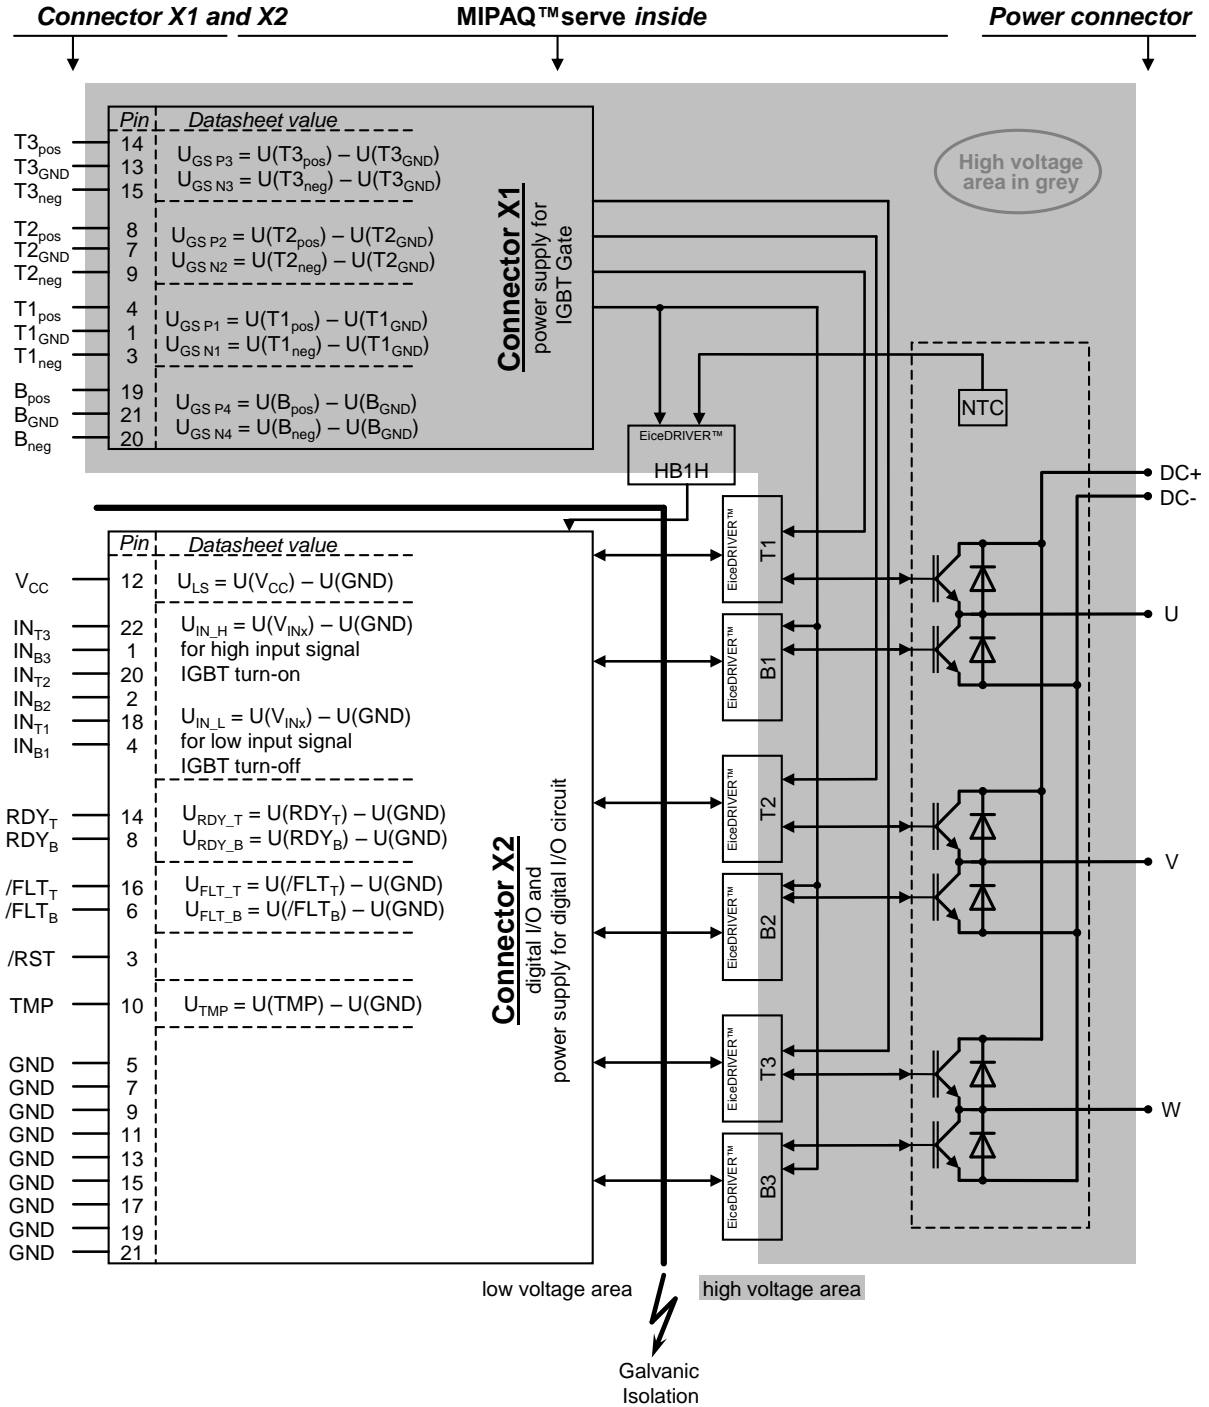 Connector X1 and X2
MIPAQ™serve inside
Power connector
Pin Datasheet value
T3pos 14
T3GND 13
T3neg 15
UGS P3 = U(T3pos) – U(T3GND)
UGS N3 = U(T3neg) – U(T3GND)
T2pos 8
T2GND 7
T2neg 9
UGS P2 = U(T2pos) – U(T2GND)
UGS N2 = U(T2neg) – U(T2GND)
T1pos 4
T1GND 1
T1neg 3
UGS P1 = U(T1pos) – U(T1GND)
UGS N1 = U(T1neg) – U(T1GND)
Bpos 19
BGND 21
Bneg 20
UGS P4 = U(Bpos) – U(BGND)
UGS N4 = U(Bneg) – U(BGND)
Connector X1
power supply for
IGBT Gate
High voltage
area in grey
NTC
EiceDRIVER™
HB1H
DC+
DC-
Pin Datasheet value
VCC 12 ULS = U(VCC) – U(GND)
INT3 22
INB3 1
INT2 20
INB2 2
INT1 18
INB1 4
UIN_H = U(VINx) – U(GND)
for high input signal
IGBT turn-on
UIN_L = U(VINx) – U(GND)
for low input signal
IGBT turn-off
RDYT 14 URDY_T = U(RDYT) – U(GND)
RDYB 8 URDY_B = U(RDYB) – U(GND)
/FLTT 16 UFLT_T = U(/FLTT) – U(GND)
/FLTB 6 UFLT_B = U(/FLTB) – U(GND)
/RST 3
TMP 10 UTMP = U(TMP) – U(GND)
GND 5
GND 7
GND 9
GND 11
GND 13
GND 15
GND 17
GND 19
GND 21
Connector X2
digital I/O and
power supply for digital I/O circuit
EiceDRIVER™
T1
EiceDRIVER™
B1
EiceDRIVER™
T2
EiceDRIVER™
B2
EiceDRIVER™
T3
EiceDRIVER™
B3
U
V
W
low voltage area
high voltage area
Galvanic
Isolation